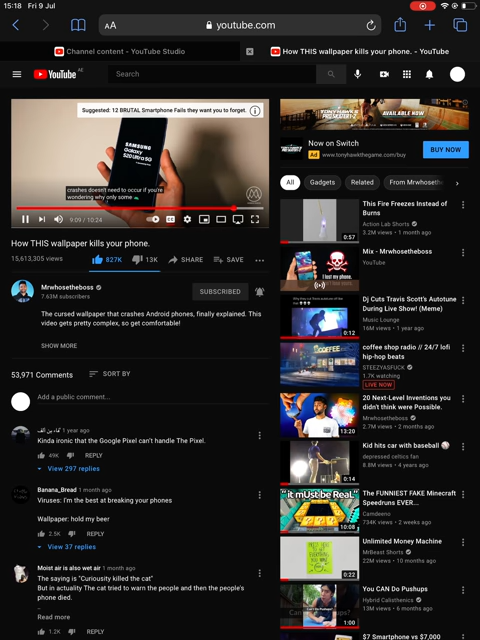 15:18 Fri 9 Jul
AA
youtube.com
Channel content - YouTube Studio
How THIS wallpaper kills your phone. - YouTube
YouTube AE
Search
Suggested: 12 BRUTAL Smartphone Fails they want you to forget.
SAMSUNG
Galaxy
S20 Ultra 5G
crashes doesn't need to occur if you're
wondering why only some
9:09 / 10:24
How THIS wallpaper kills your phone.
15,613,305 views
827K
13K
SHARE
SAVE
Mrwhosetheboss
7.63M subscribers
SUBSCRIBED
The cursed wallpaper that crashes Android phones, finally explained. This
video gets pretty complex, so get comfortable!
SHOW MORE
53,971 Comments
SORT BY
Add a public comment...
1 year ago
Kinda ironic that the Google Pixel can't handle The Pixel.
49K
REPLY
View 297 replies
Banana_Bread 1 month ago
Viruses: I'm the best at breaking your phones
Wallpaper: hold my beer
2.5K
REPLY
View 37 replies
Moist air is also wet air 1 month ago
The saying is "Curiosity killed the cat"
But in actuality The cat tried to warn the people and then the people's
phone died.
Read more
1.2K
REPLY
AVAILABLE NOW
Now on Switch
Ad www.tonyhawkthegame.com/buy
BUY NOW
All
Gadgets
Related
From Mrwhoseth
This Fire Freezes Instead of
Burns
Action Lab Shorts
3.2M views • 1 month ago
0:57
Mix - Mrwhosetheboss
YouTube
Dj Cuts Travis Scott's Autotune
During Live Show! (Meme)
Music Lounge
16M views • 1 year ago
0:12
COFFEE
coffee shop radio // 24/7 lofi
hip-hop beats
STEEZYASFUCK
1.7K watching
LIVE NOW
20 Next-Level Inventions you
didn't think were Possible.
Mrwhosetheboss
2.7M views • 2 months ago
13:20
Kid hits car with baseball
depressed celtics fan
8.8M views • 4 years ago
0:14
"it mUst be ReaL"
The FUNNIEST FAKE Minecraft
Speedruns EVER...
Camdeeno
734K views • 2 weeks ago
10:08
Unlimited Money Machine
MrBeast Shorts
22M views • 10 months ago
0:22
You CAN Do Pushups
Hybrid Calisthenics
13M views • 6 months ago
1:00
$7 Smartphone vs $7,000